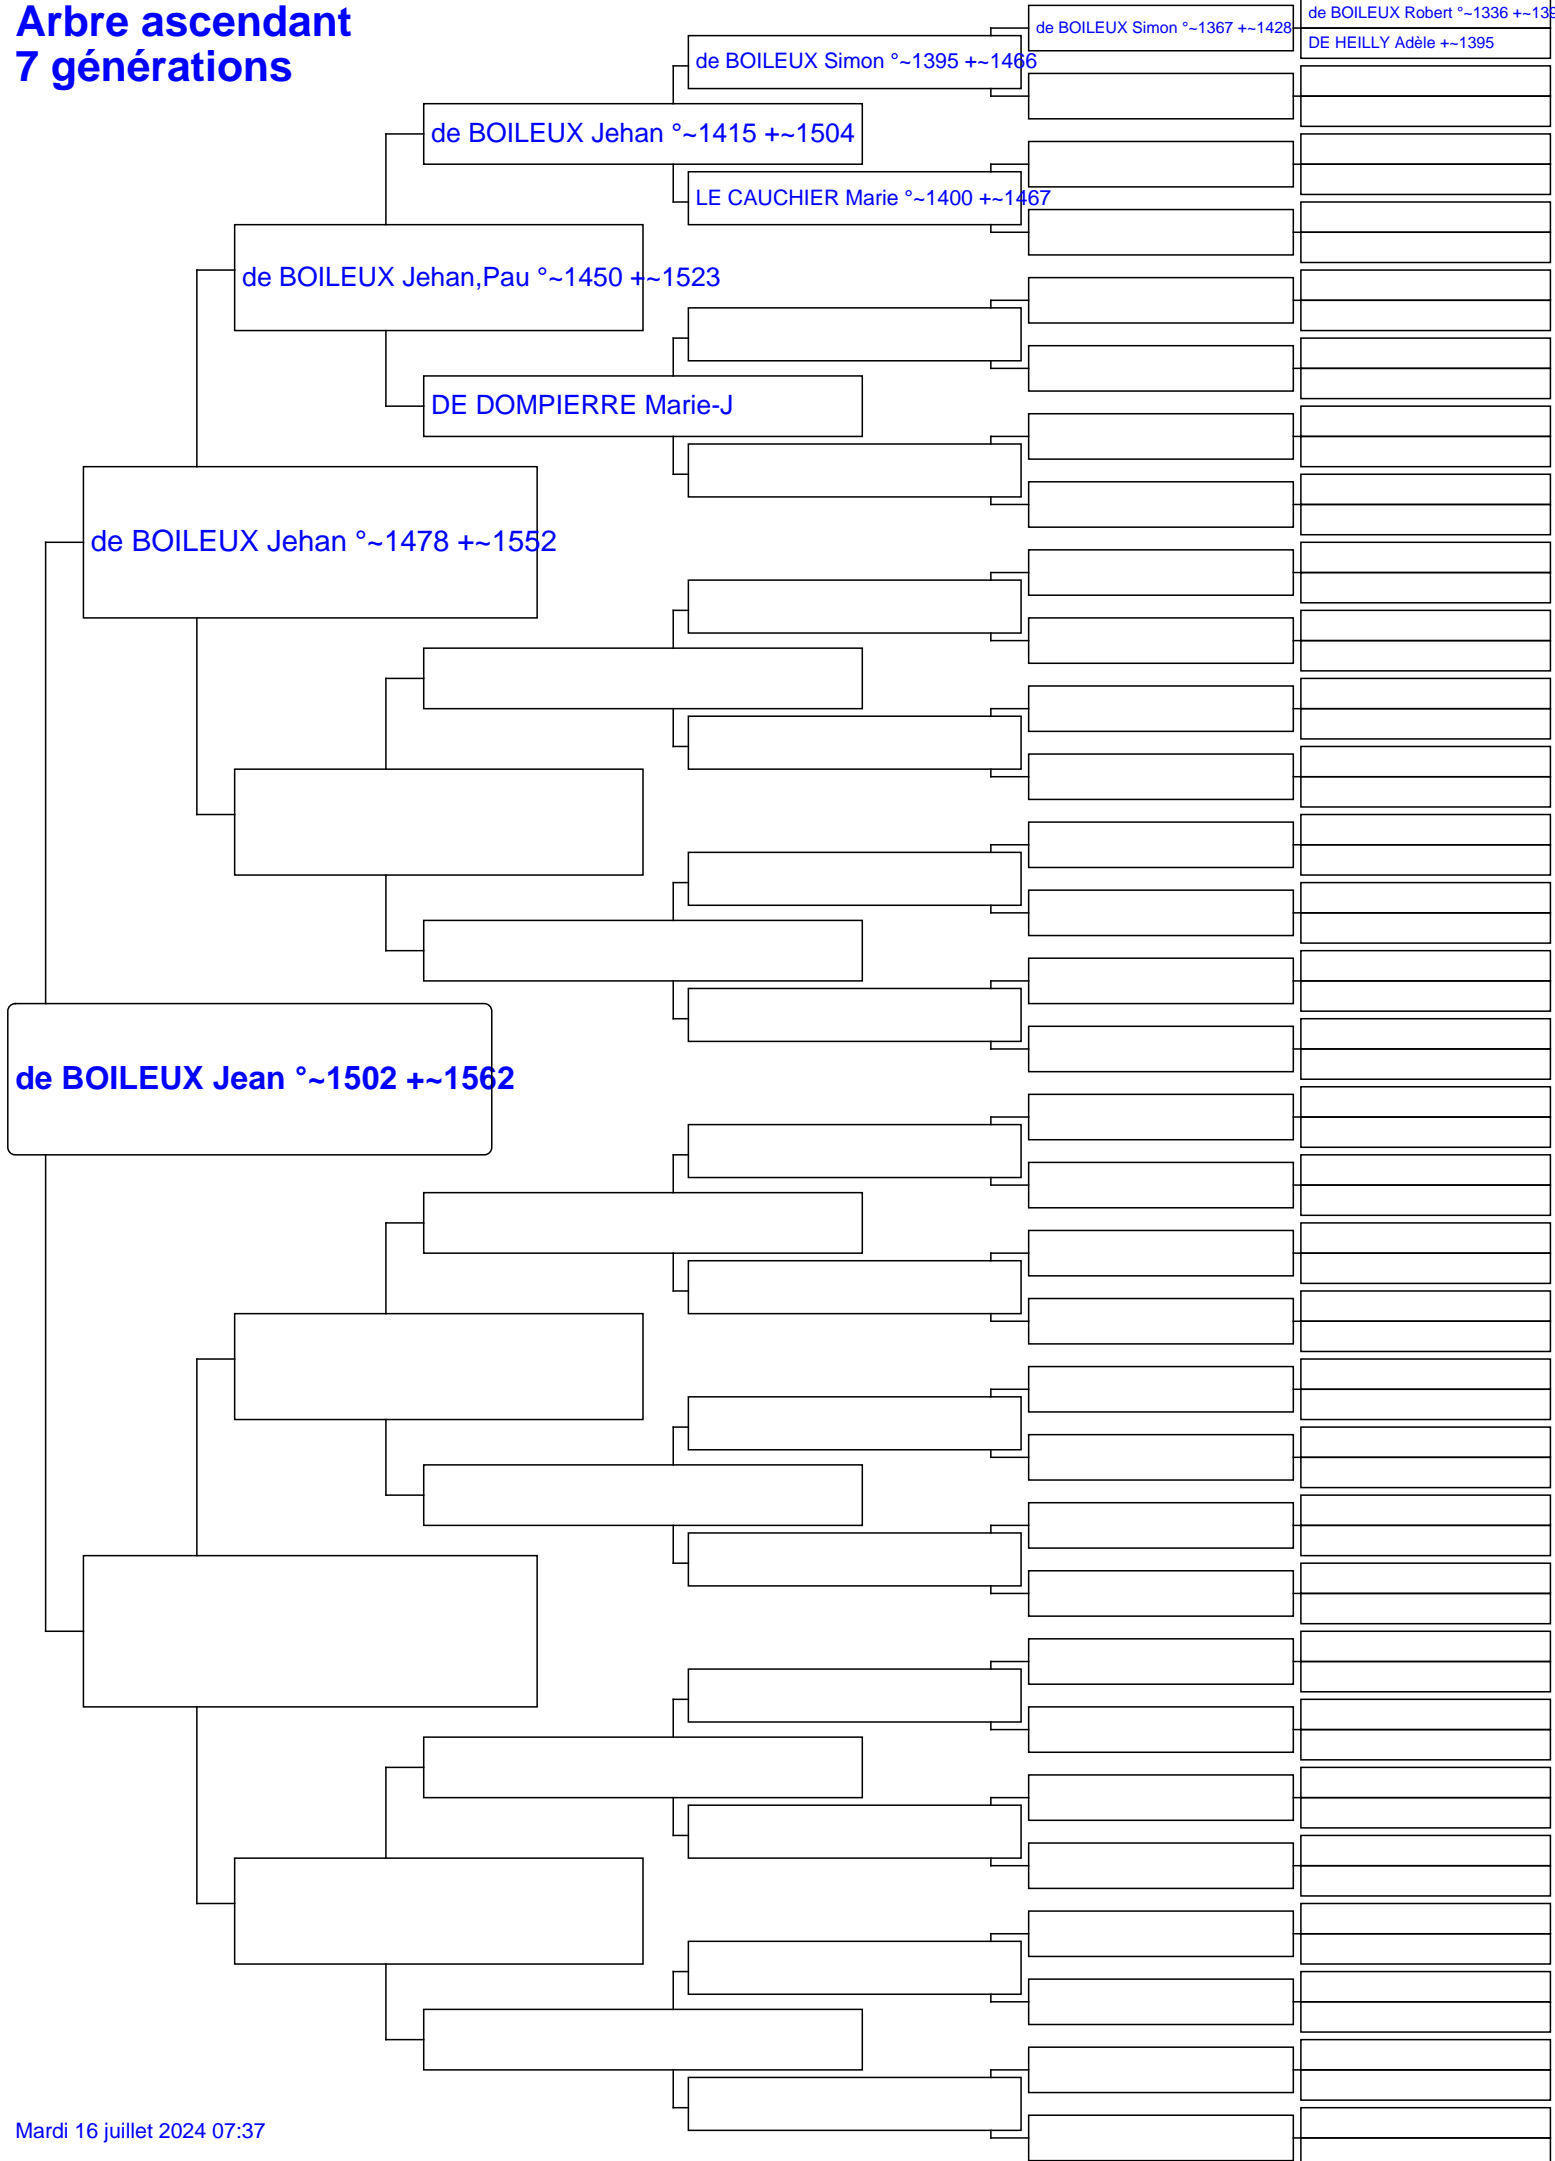 Arbre ascendant
7 générations
de BOILEUX Robert °~1336 +~139
de BOILEUX Simon °~1367 +~1428
DE HEILLY Adèle +~1395
de BOILEUX Simon °~1395 +~1466
de BOILEUX Jehan °~1415 +~1504
LE CAUCHIER Marie °~1400 +~1467
de BOILEUX Jehan,Pau °~1450 +~1523
DE DOMPIERRE Marie-J
de BOILEUX Jehan °~1478 +~1552
de BOILEUX Jean °~1502 +~1562
Mardi 16 juillet 2024 07:37